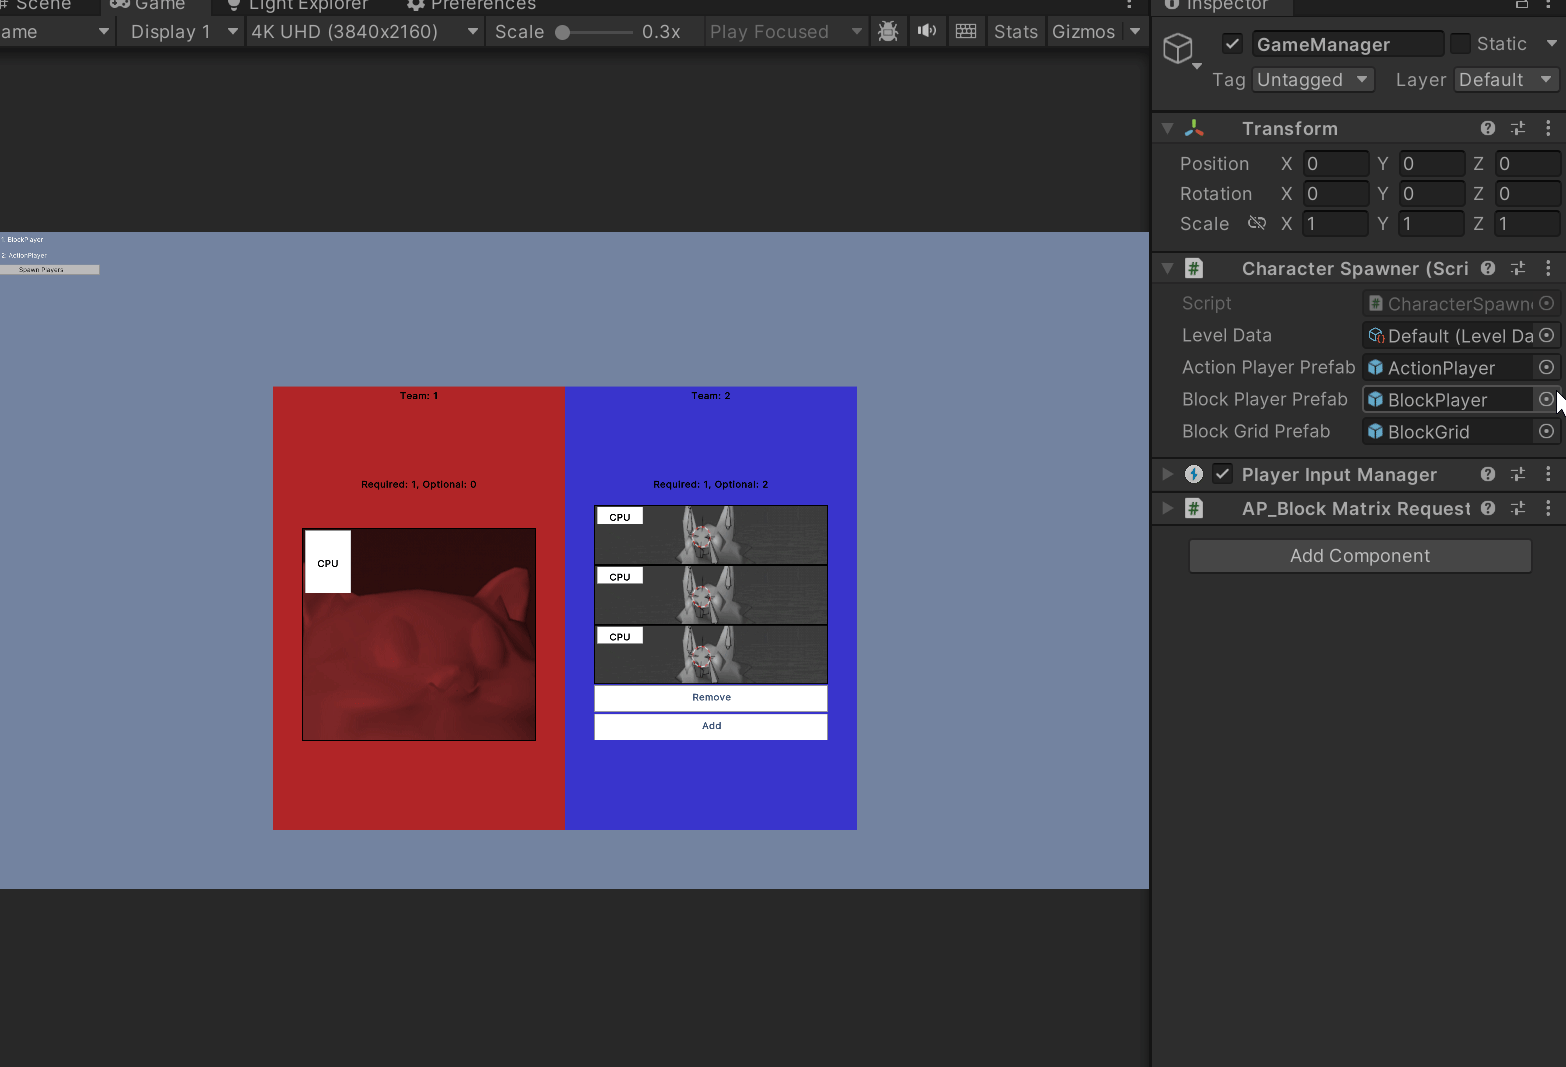 Scene
Game
Light Explorer
Preferences
Inspector
ame
Display 1
4K UHD (3840x2160)
Scale
0.3x
Play Focused
Stats
Gizmos
1: BlockPlayer
2: ActionPlayer
Spawn Players
Team: 1
Required: 1, Optional: 0
CPU
Team: 2
Required: 1, Optional: 2
CPU
CPU
CPU
Remove
Add
GameManager
Static
Tag Untagged
Layer Default
Transform
Position X 0 Y 0 Z 0
Rotation X 0 Y 0 Z 0
Scale X 1 Y 1 Z 1
Character Spawner (Scri
Script CharacterSpawn
Level Data Default (Level Da
Action Player Prefab ActionPlayer
Block Player Prefab BlockPlayer
Block Grid Prefab BlockGrid
Player Input Manager
AP_Block Matrix Request
Add Component